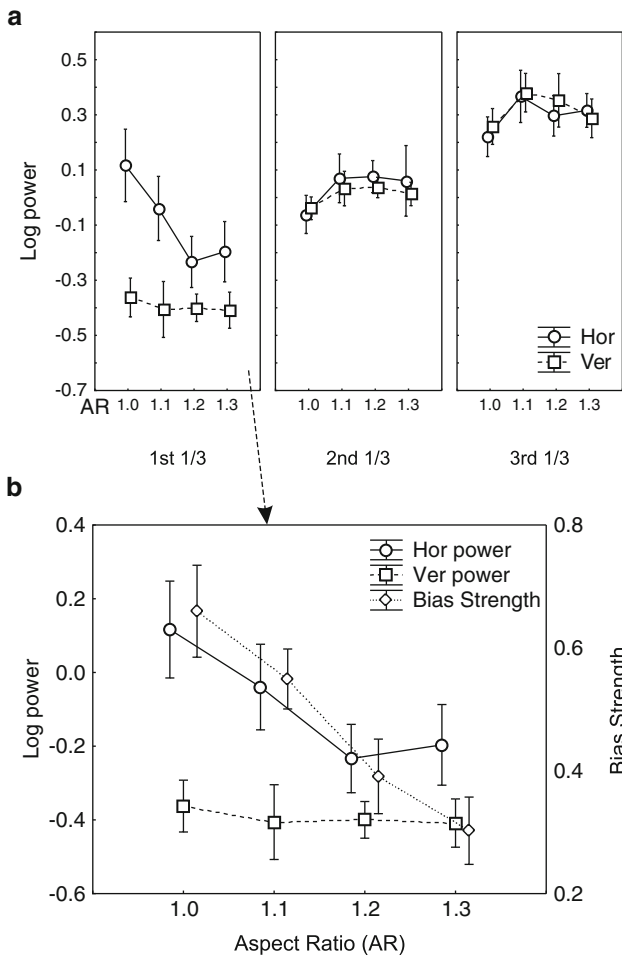 a
0.5
0.3
0.1
-0.1
-0.3
-0.5
-0.7
Log power
Hor
Ver
AR 1.0 1.1 1.2 1.3 1.0 1.1 1.2 1.3 1.0 1.1 1.2 1.3
1st 1/3 2nd 1/3 3rd 1/3
b
0.4
0.2
0.0
-0.2
-0.4
-0.6
Log power
Hor power
Ver power
Bias Strength
0.8
0.6
0.4
0.2
Bias Strength
1.0 1.1 1.2 1.3
Aspect Ratio (AR)